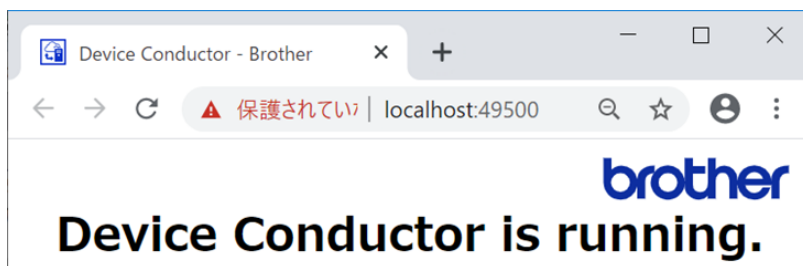 Device Conductor - Brother
保護されてい localhost:49500
brother
Device Conductor is running.